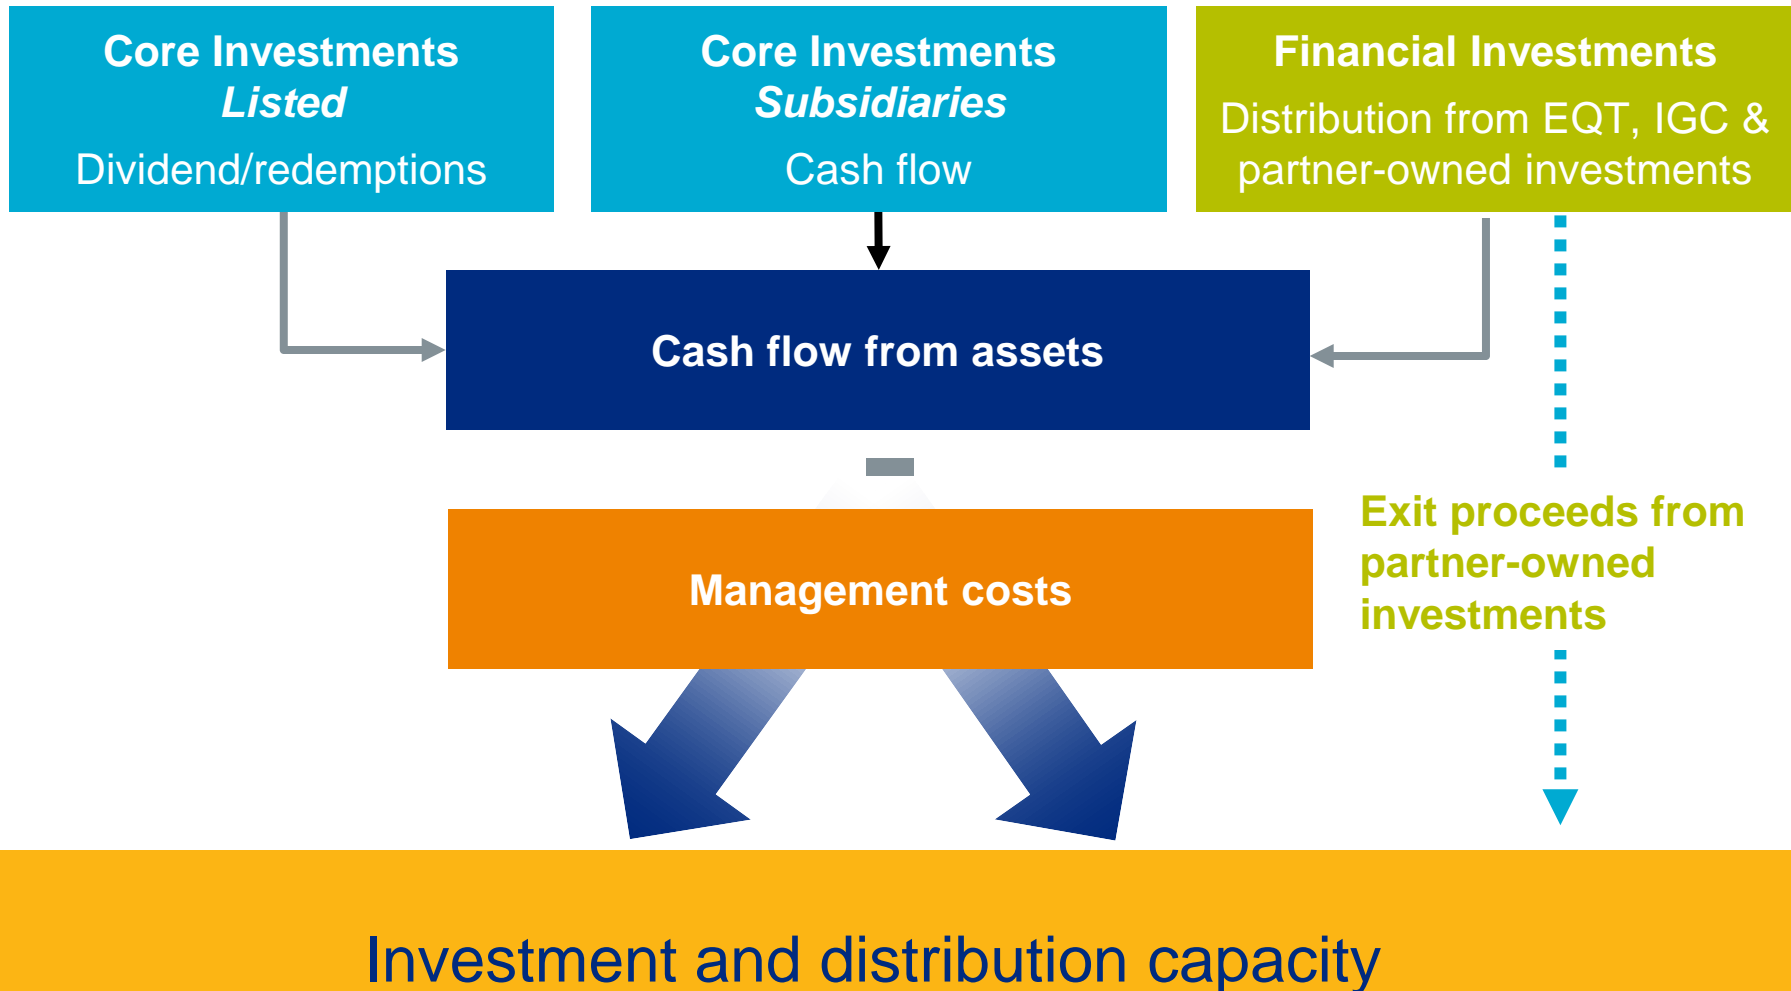 Core Investments
Listed
Dividend/redemptions
Core Investments
Subsidiaries
Cash flow
Financial Investments
Distribution from EQT, IGC &
partner-owned investments
Cash flow from assets
Management costs
Exit proceeds from
partner-owned
investments
Investment and distribution capacity